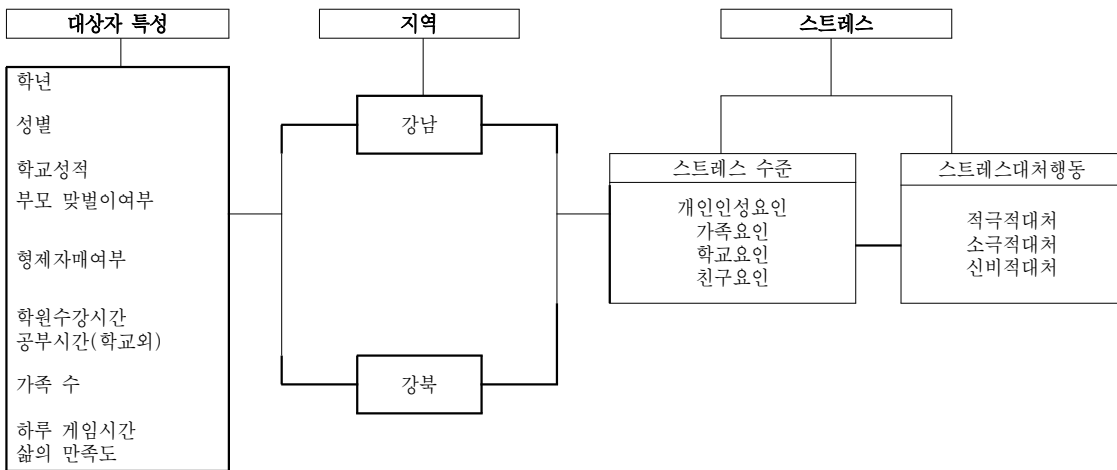 대상자 특성
지역
스트레스
학년
성별
학교성적
부모 맞벌이여부
형제자매여부
학원수강시간
공부시간(학교외)
가족 수
하루 게임시간
삶의 만족도
강남
강북
스트레스 수준
개인인성요인
가족요인
학교요인
친구요인
스트레스대처행동
적극적대처
소극적대처
신비적대처